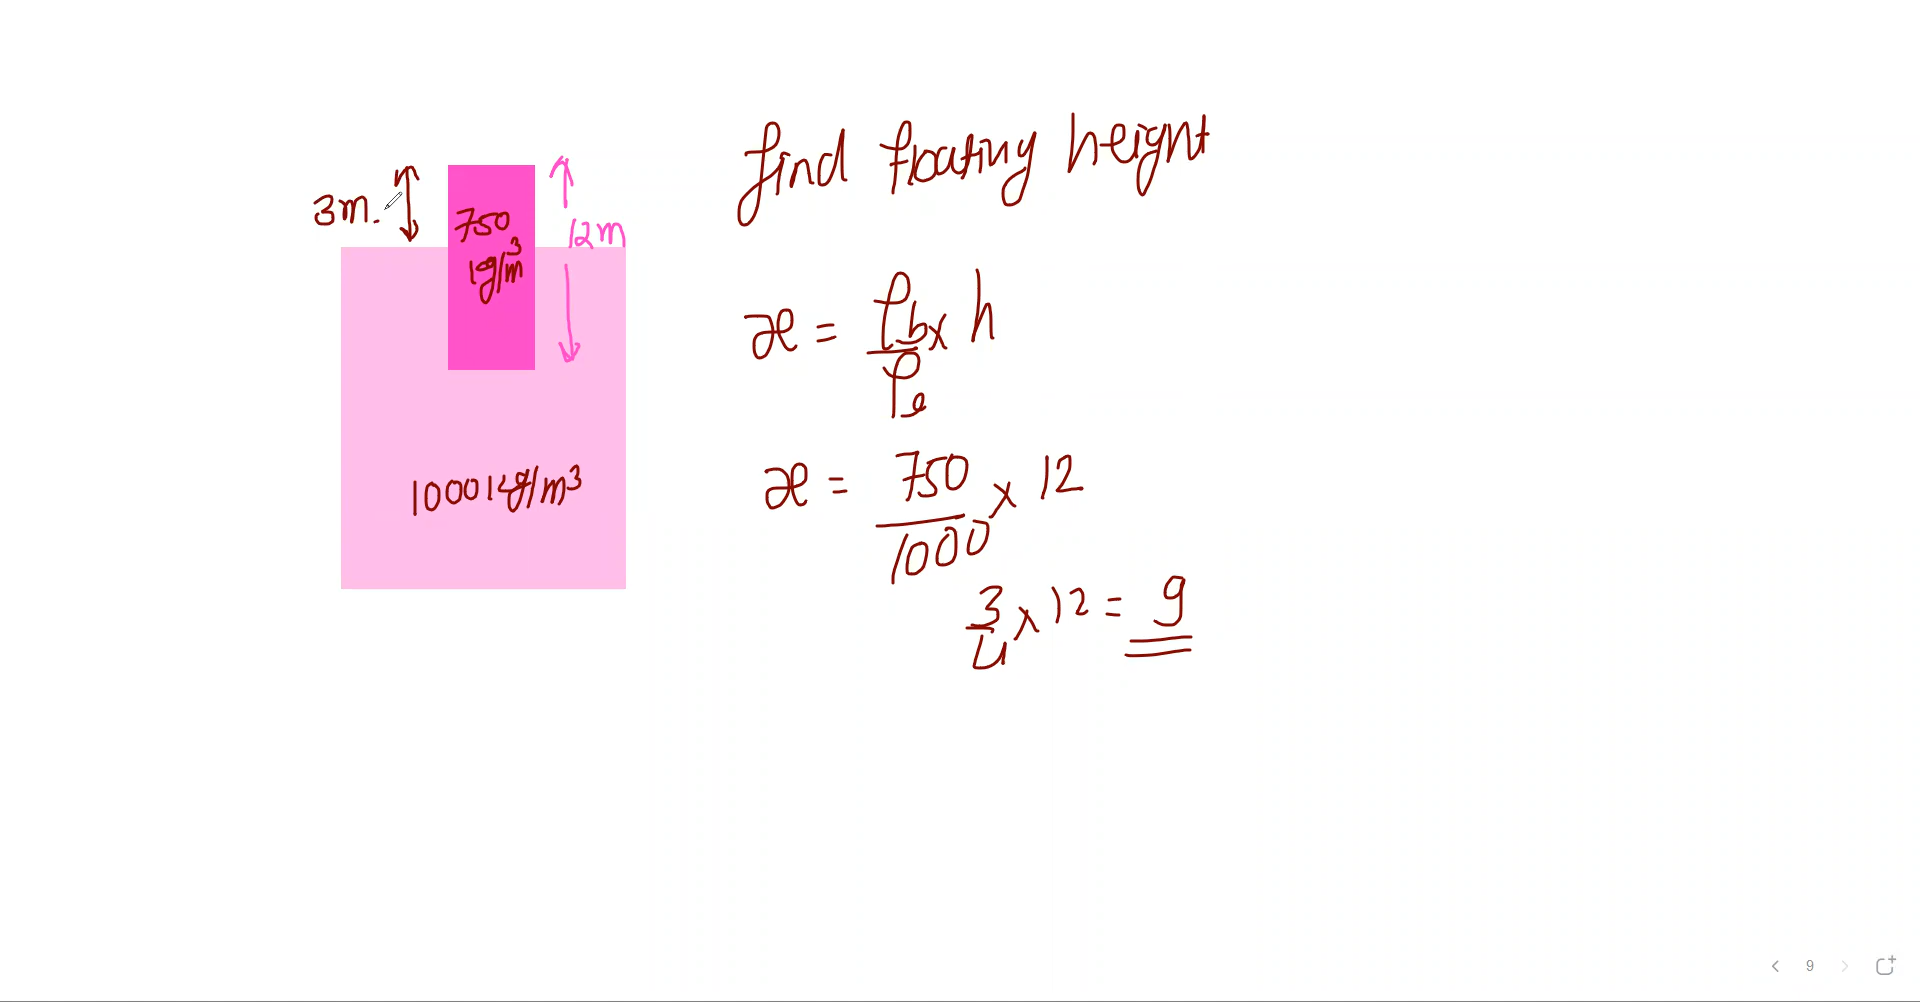 find floating height
3m.
750
kg/m³
12m
1000kg/m³
x = ρb/ρe × h
x = 750/1000 × 12
3/4 × 12 = 9
9